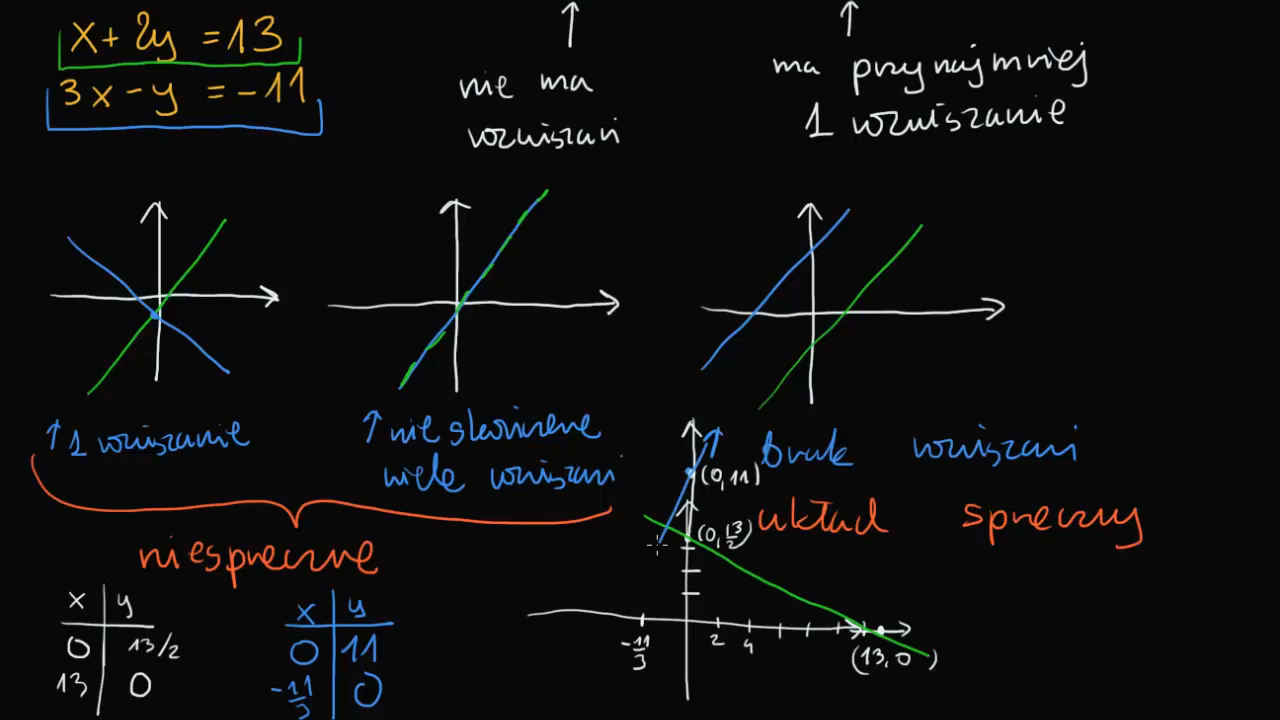 x + 2y = 13
3x - y = -11
nie ma
rozwiązań
ma przynajmniej
1 rozwiązanie
↑ 1 rozwiązanie
↑ nieskończenie
wiele rozwiązań
brak rozwiązań
układ sprzeczny
niesprzeczne
x | y
0 | 13/2
13 | 0
x | y
0 | 11
-11/3 | 0
(0, 11)
(0, 13/2)
-11/3 2 4
(13, 0)